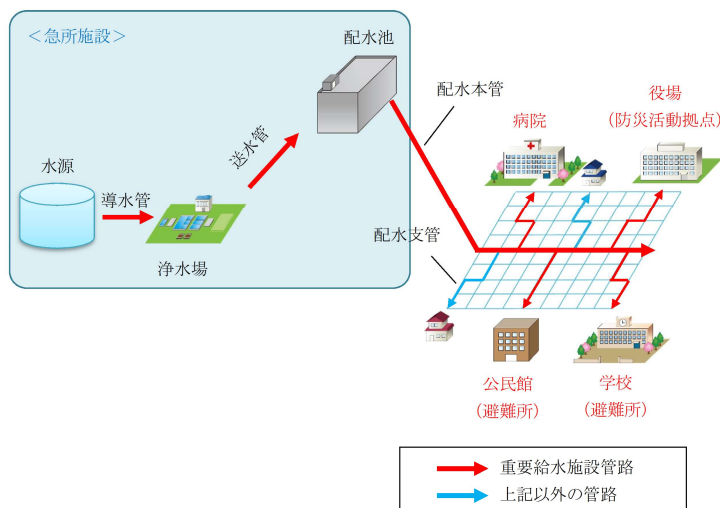 ＜急所施設＞
配水池
水源
導水管
送水管
浄水場
配水本管
役場
（防災活動拠点）
病院
配水支管
公民館
（避難所）
学校
（避難所）
重要給水施設管路
上記以外の管路